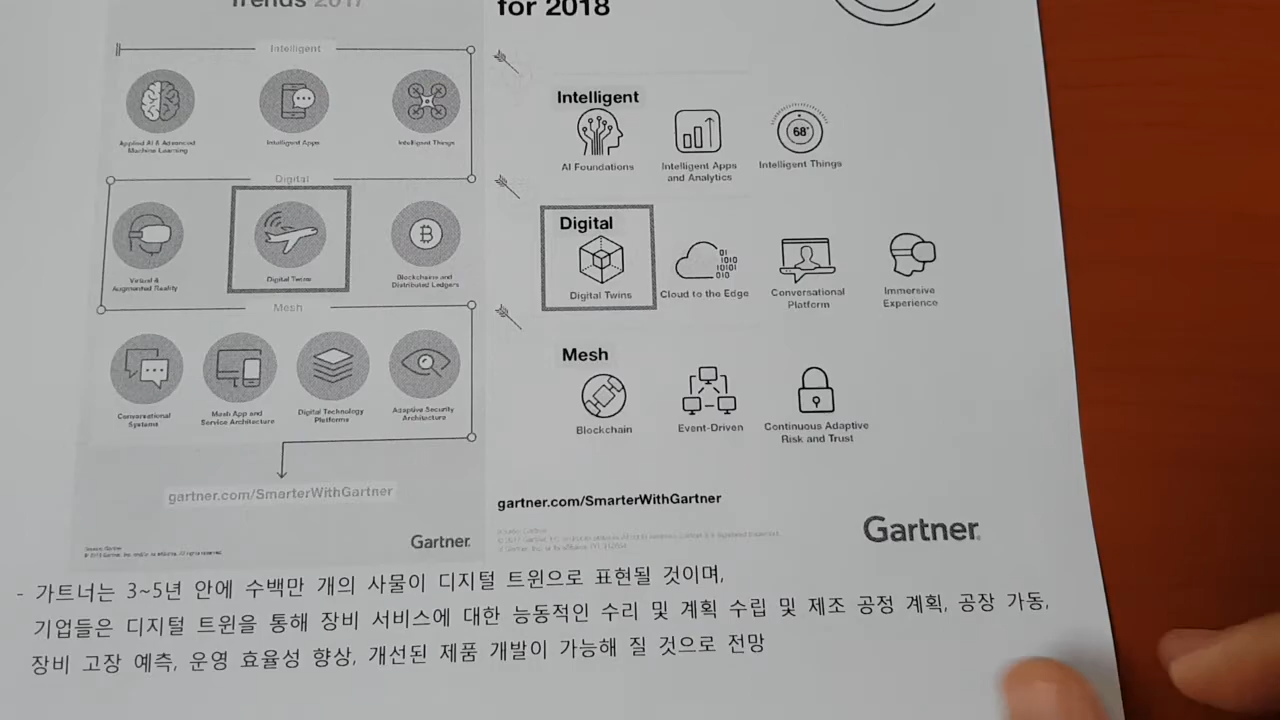 Trends 2017
Intelligent
Applied AI & Advanced
Machine Learning
Intelligent Apps
Intelligent Things
Digital
Virtual &
Augmented Reality
Digital Twins
Blockchains and
Distributed Ledgers
Mesh
Conversational
Systems
Mesh App and
Service Architecture
Digital Technology
Platforms
Adaptive Security
Architecture
gartner.com/SmarterWithGartner
Gartner.
for 2018
Intelligent
AI Foundations
Intelligent Apps
and Analytics
68°
Intelligent Things
Digital
Digital Twins
01
1010
10101
010
Cloud to the Edge
Conversational
Platform
Immersive
Experience
Mesh
Blockchain
Event-Driven
Continuous Adaptive
Risk and Trust
gartner.com/SmarterWithGartner
Gartner
- 가트너는 3~5년 안에 수백만 개의 사물이 디지털 트윈으로 표현될 것이며,
기업들은 디지털 트윈을 통해 장비 서비스에 대한 능동적인 수리 및 계획 수립 및 제조 공정 계획, 공장 가동,
장비 고장 예측, 운영 효율성 향상, 개선된 제품 개발이 가능해 질 것으로 전망